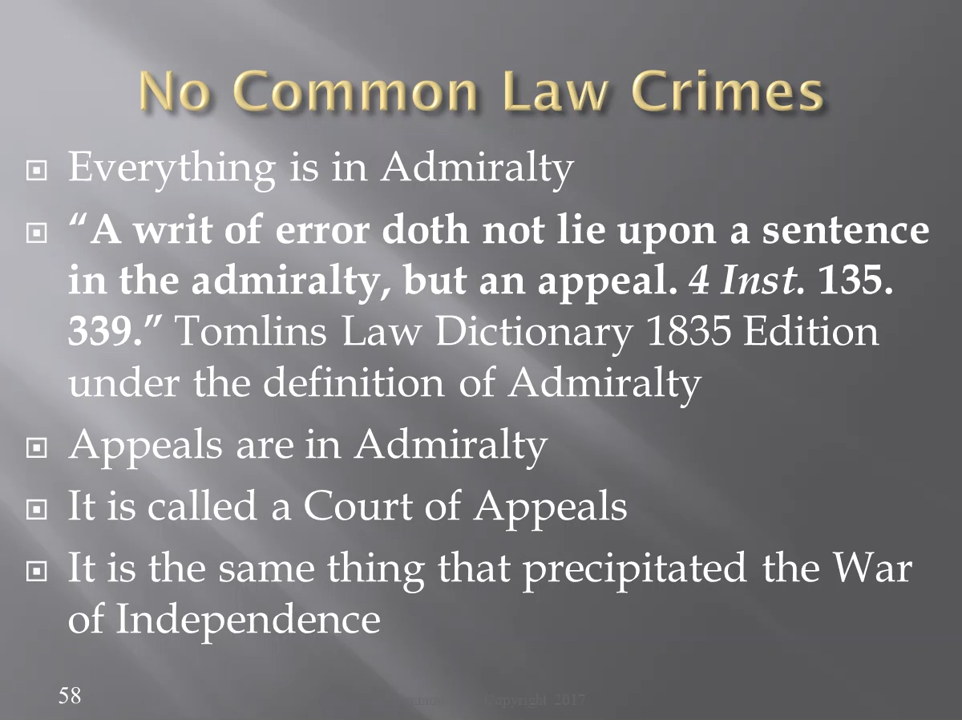 No Common Law Crimes
Everything is in Admiralty
“A writ of error doth not lie upon a sentence
in the admiralty, but an appeal. 4 Inst. 135.
339.” Tomlins Law Dictionary 1835 Edition
under the definition of Admiralty
Appeals are in Admiralty
It is called a Court of Appeals
It is the same thing that precipitated the War
of Independence
58
Copyright 2017